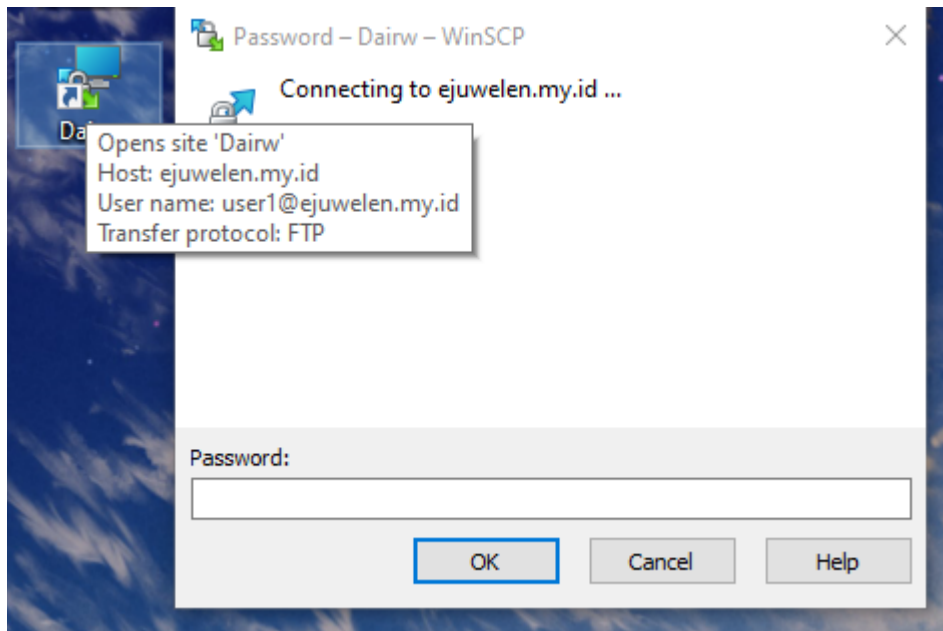 Password – Dairw – WinSCP
Connecting to ejuwelen.my.id ...
Da
Opens site 'Dairw'
Host: ejuwelen.my.id
User name: user1@ejuwelen.my.id
Transfer protocol: FTP
Password:
OK
Cancel
Help